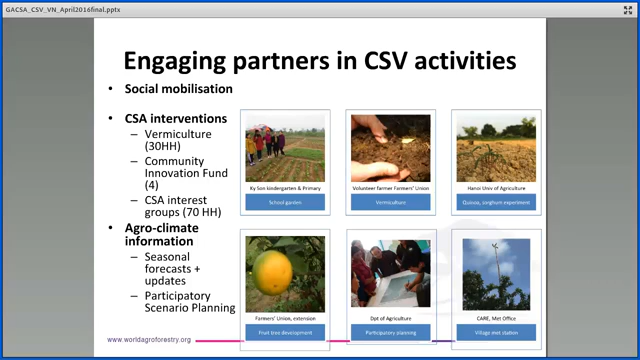 GACSA_CSV_VN_April2016final.pptx
Engaging partners in CSV activities
• Social mobilisation
• CSA interventions
– Vermiculture
(30HH)
– Community
Innovation Fund
(4)
– CSA interest
groups (70 HH)
• Agro-climate
information
– Seasonal
forecasts +
updates
– Participatory
Scenario Planning
Ky Son kindergarten & Primary
School garden
Volunteer farmer Farmers' Union
Vermiculture
Hanoi Univ of Agriculture
Quinoa, sorghum experiment
Farmers' Union, extension
Fruit tree development
Dpt of Agriculture
Participatory planning
CARE, Met Office
Village met station
www.worldagroforestry.org